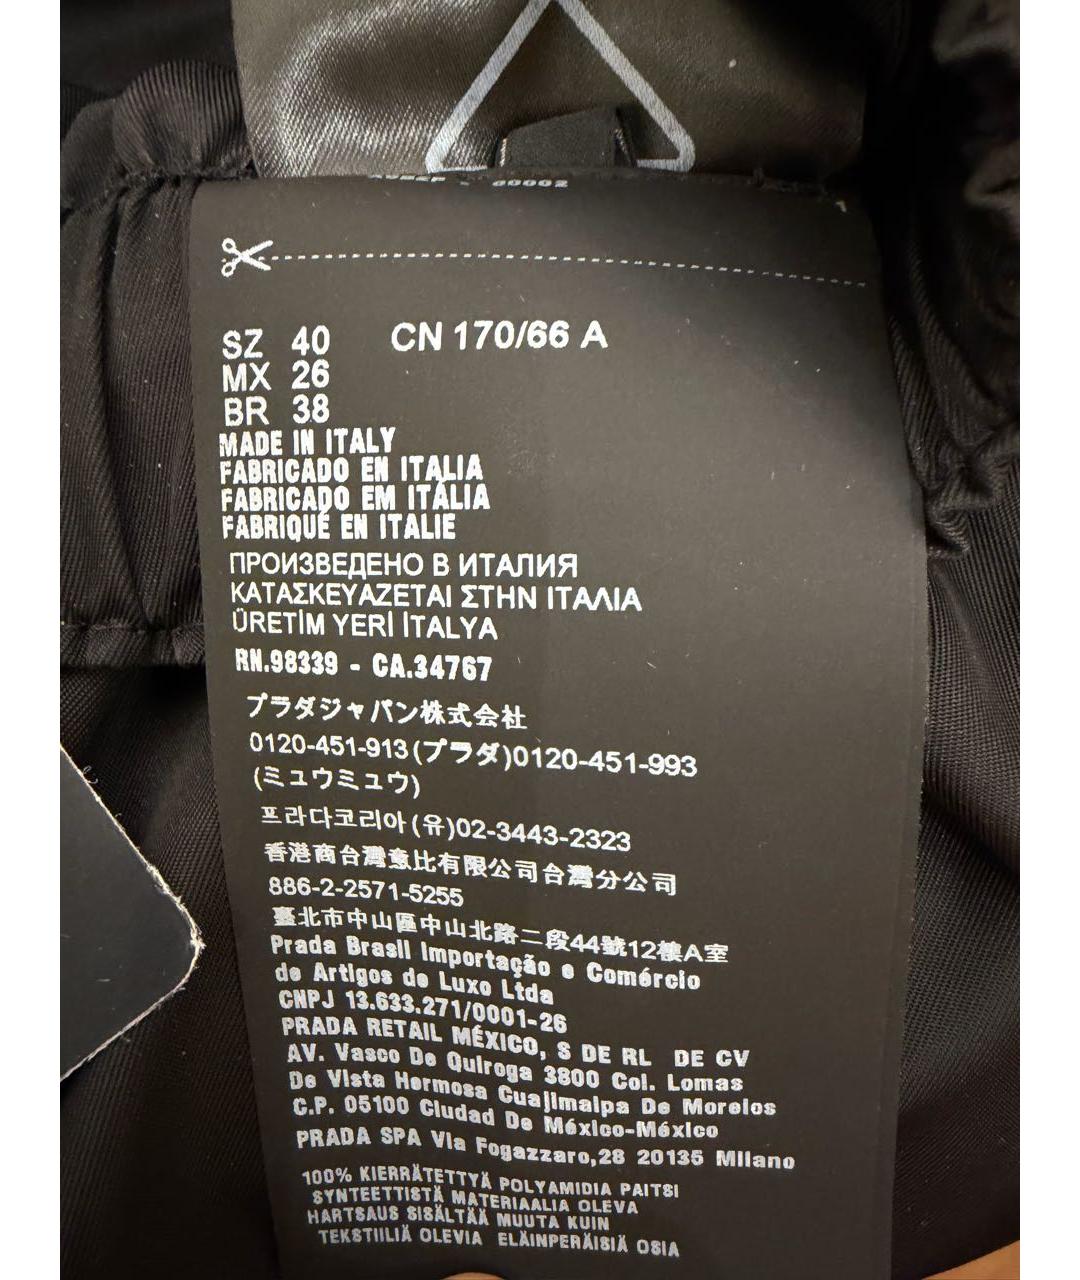 00002
SZ 40 CN 170/66 A
MX 26
BR 38
MADE IN ITALY
FABRICADO EN ITALIA
FABRICADO EM ITÁLIA
FABRIQUÉ EN ITALIE
ПРОИЗВЕДЕНО В ИТАЛИЯ
ΚΑΤΑΣΚΕΥΑΖΕΤΑΙ ΣΤΗΝ ΙΤΑΛΙΑ
ÜRETİM YERİ İTALYA
RN.98339 - CA.34767
プラダジャパン株式会社
0120-451-913(プラダ)0120-451-993
(ミュウミュウ)
프라다코리아(유)02-3443-2323
香港商台灣意比有限公司台灣分公司
886-2-2571-5255
臺北市中山區中山北路二段44號12樓A室
Prada Brasil Importação e Comércio
de Artigos de Luxo Ltda
CNPJ 13.633.271/0001-26
PRADA RETAIL MÉXICO, S DE RL DE CV
AV. Vasco De Quiroga 3800 Col. Lomas
De Vista Hermosa Cuajimalpa De Morelos
C.P. 05100 Ciudad De México-México
PRADA SPA Via Fogazzaro,28 20135 Milano
100% KIERRÄTETTYÄ POLYAMIDIA PAITSI
SYNTEETTISTÄ MATERIAALIA OLEVA
HARTSAUS SISÄLTÄÄ MUUTA KUIN
TEKSTIILIÄ OLEVIA ELÄINPERÄISIÄ OSIA